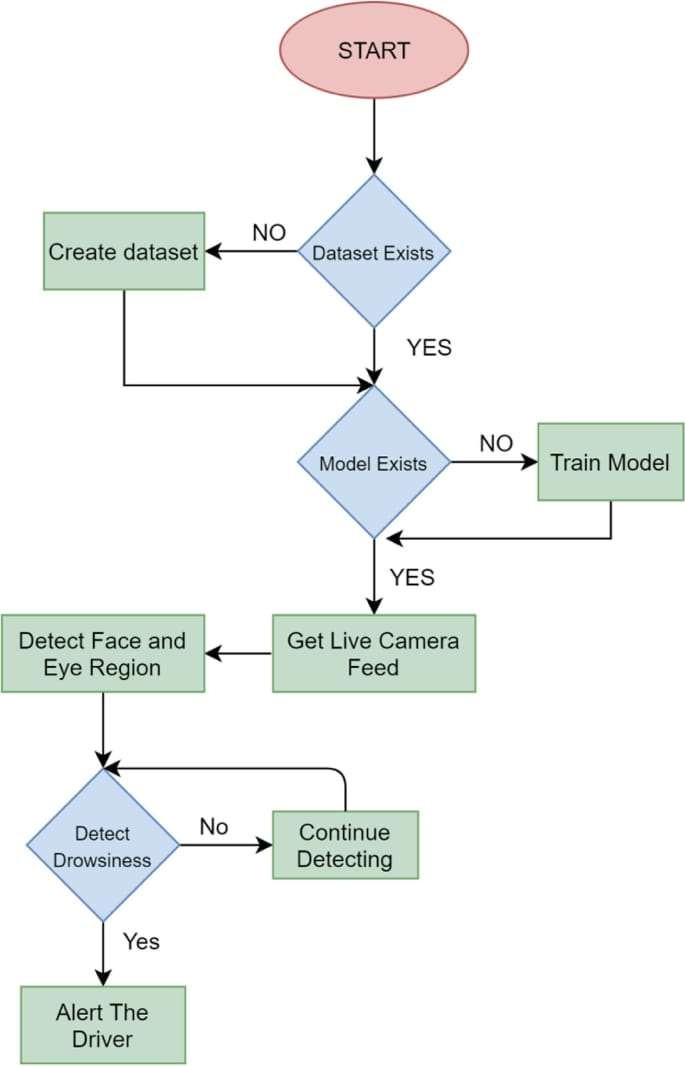 START
Dataset Exists
NO
Create dataset
YES
Model Exists
NO
Train Model
YES
Get Live Camera
Feed
Detect Face and
Eye Region
Detect
Drowsiness
No
Continue
Detecting
Yes
Alert The
Driver